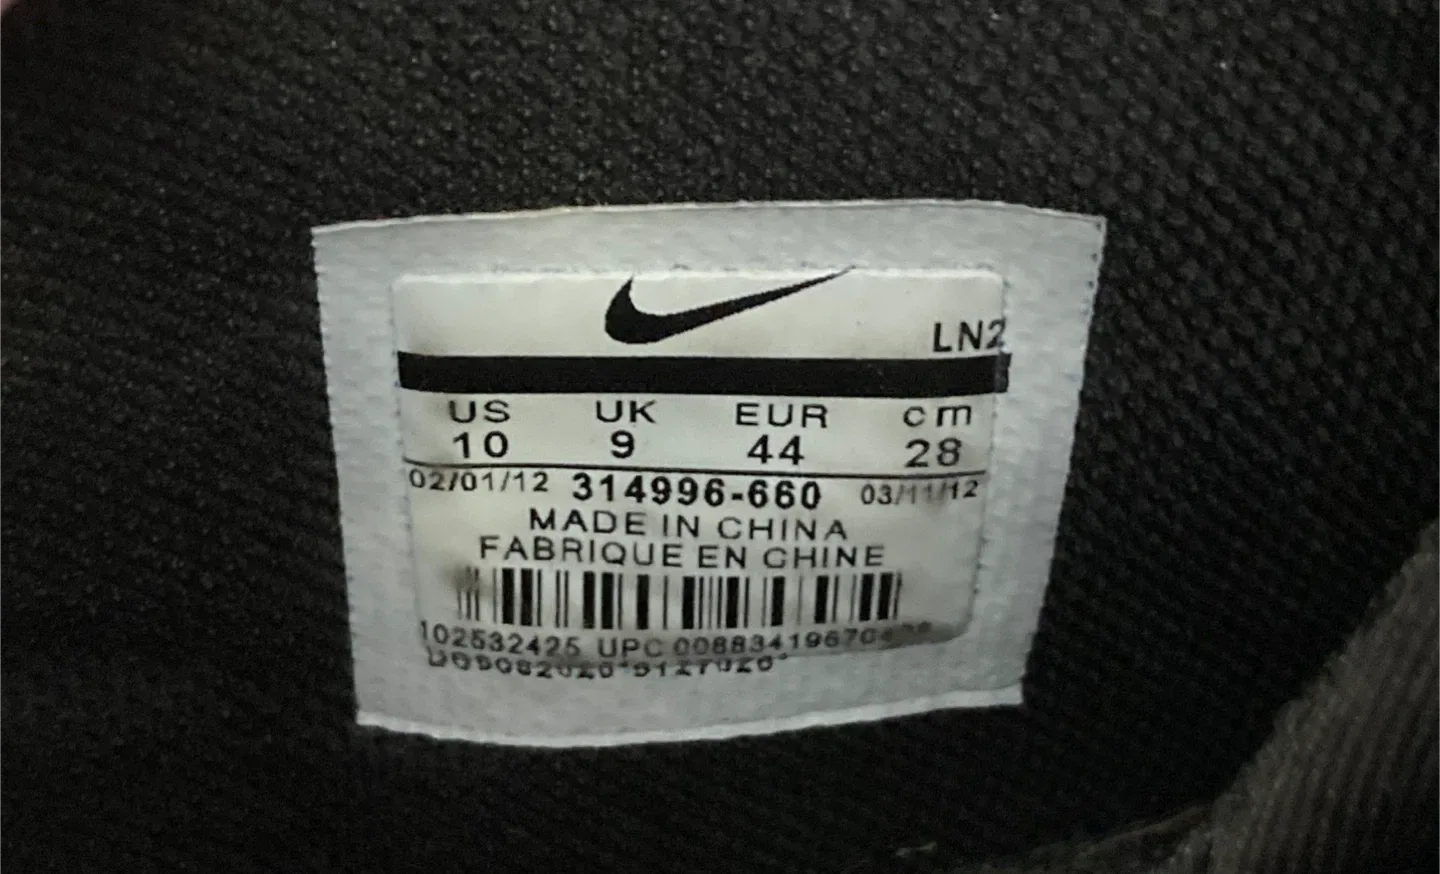 LN2
US UK EUR cm
10 9 44 28
02/01/12 314996-660 03/11/12
MADE IN CHINA
FABRIQUE EN CHINE
102532425 UPC